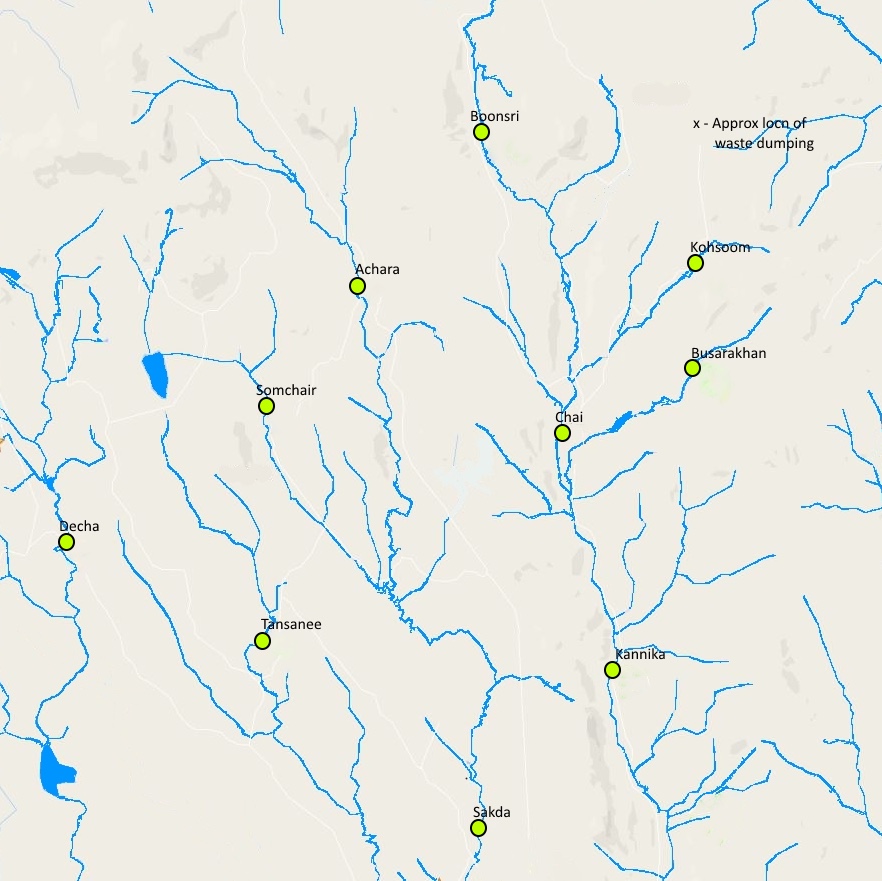 Boonsri
x - Approx locn of
waste dumping
Kohsoom
Achara
Busarakhan
Somchair
Chai
Decha
Tansanee
Kannika
Sakda